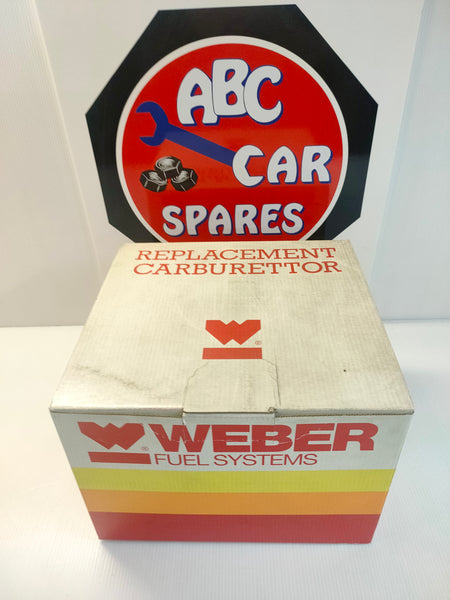 ABC
CAR
SPARES
REPLACEMENT
CARBURETTOR
W
®
W
® WEBER
FUEL SYSTEMS